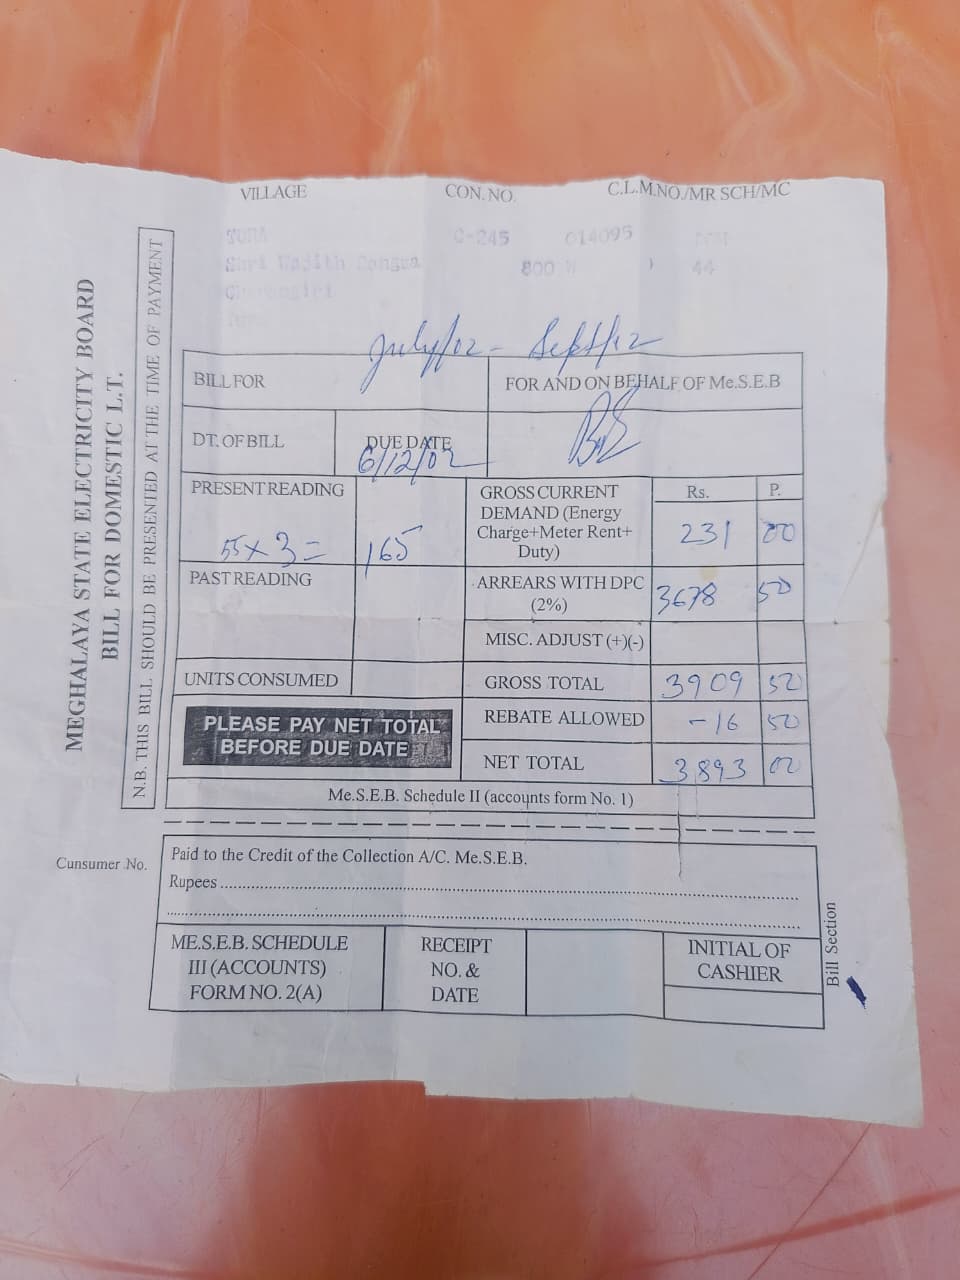 MEGHALAYA STATE ELECTRICITY BOARD
BILL FOR DOMESTIC L.T.
N.B. THIS BILL SHOULD BE PRESENTED AT THE TIME OF PAYMENT
VILLAGE CON. NO. C.L.M.NO./MR SCH/MC
TURA C-245 014095
Shri 800 W 44
July/02 - Sept/02
BILL FOR FOR AND ON BEHALF OF Me.S.E.B
DT. OF BILL DUE DATE
6/12/02
PRESENT READING
55 x 3 = 165
PAST READING
UNITS CONSUMED
PLEASE PAY NET TOTAL
BEFORE DUE DATE
Rs. P.
GROSS CURRENT
DEMAND (Energy
Charge+Meter Rent+
Duty) 231 00
ARREARS WITH DPC
(2%) 3678 50
MISC. ADJUST (+)(-)
GROSS TOTAL 3909 50
REBATE ALLOWED -16 50
NET TOTAL 3893 00
Me.S.E.B. Schedule II (accounts form No. 1)
Cunsumer No.
Paid to the Credit of the Collection A/C. Me.S.E.B.
Rupees
ME.S.E.B. SCHEDULE
III (ACCOUNTS)
FORM NO. 2(A)
RECEIPT
NO. &
DATE
INITIAL OF
CASHIER
Bill Section